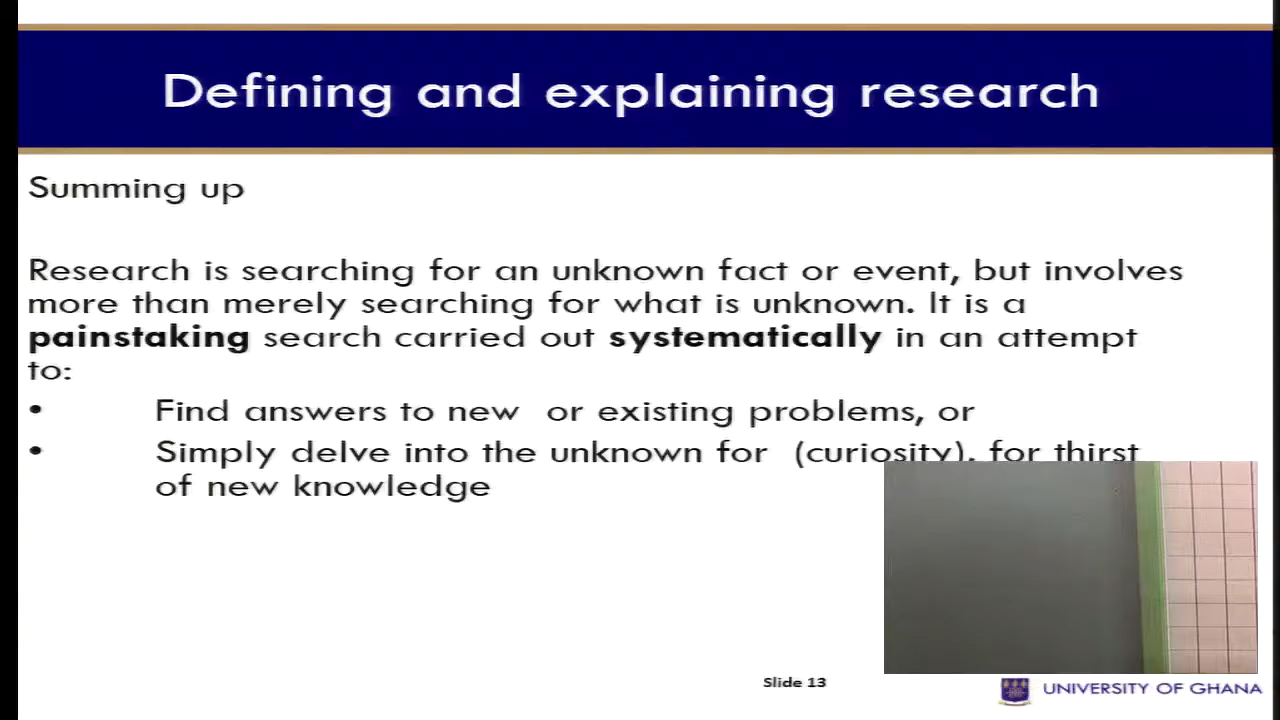 Defining and explaining research
Summing up
Research is searching for an unknown fact or event, but involves
more than merely searching for what is unknown. It is a
painstaking search carried out systematically in an attempt
to:
• Find answers to new or existing problems, or
• Simply delve into the unknown for (curiosity), for thirst
of new knowledge
Slide 13
UNIVERSITY OF GHANA